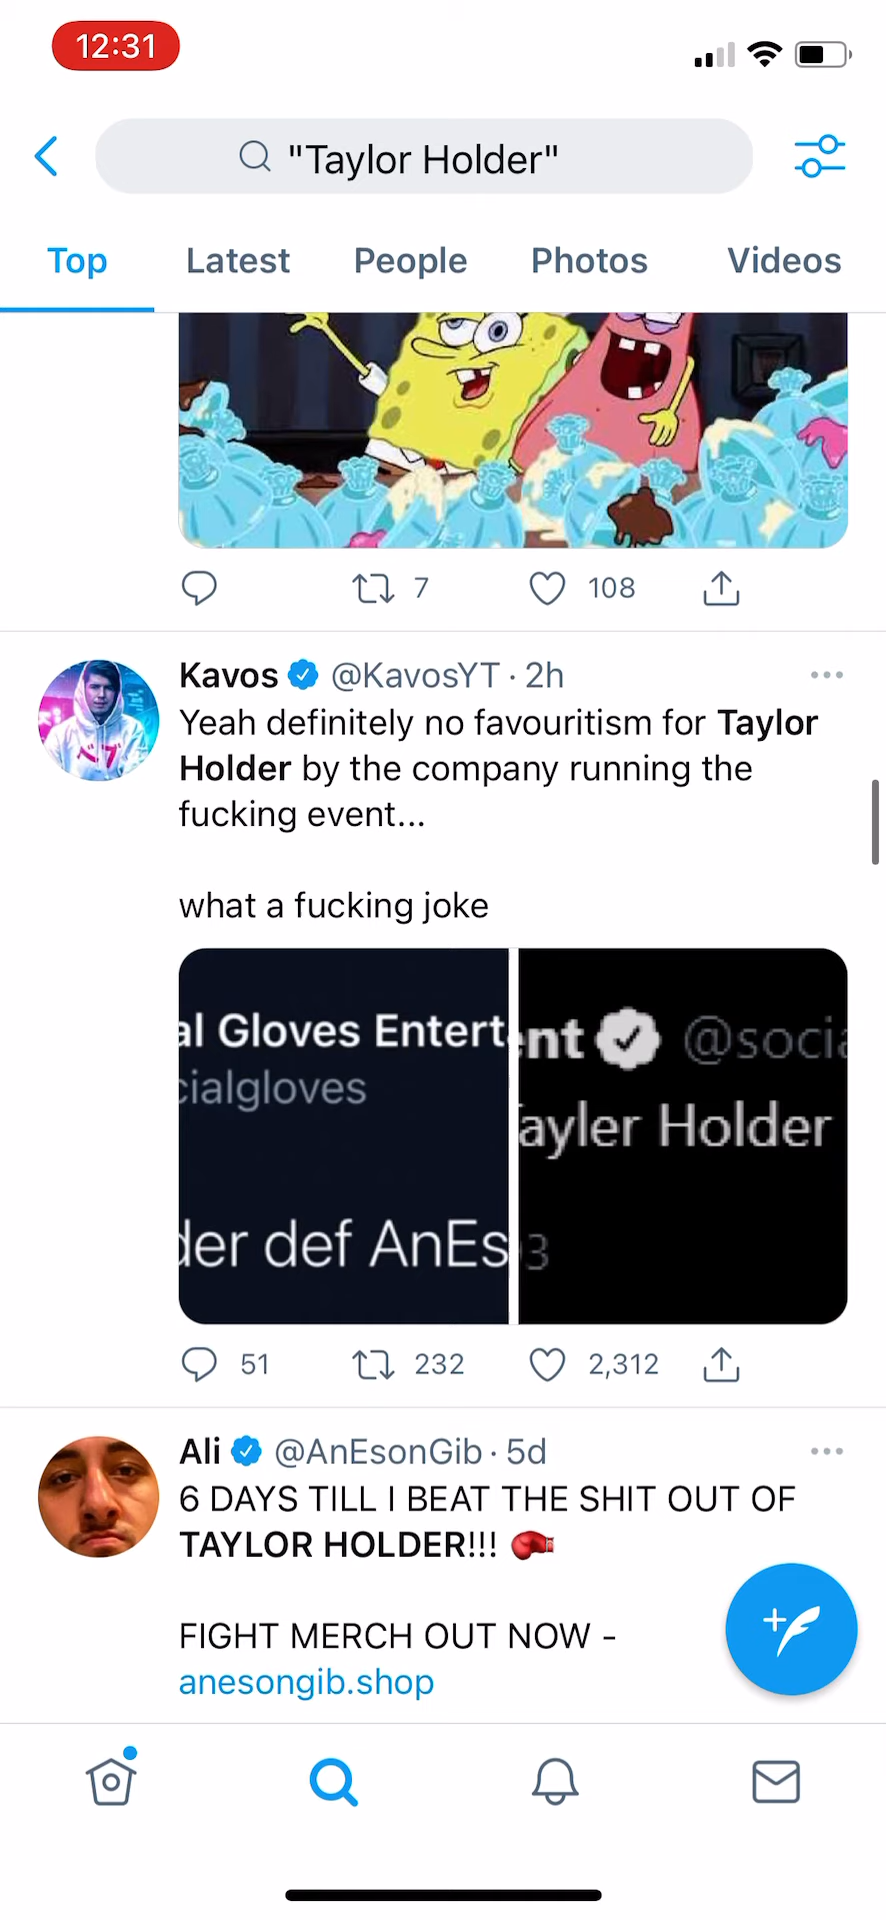 12:31
"Taylor Holder"
Top Latest People Photos Videos
7 108
Kavos @KavosYT · 2h
Yeah definitely no favouritism for Taylor
Holder by the company running the
fucking event...
what a fucking joke
al Gloves Entert
cialgloves
der def AnEs
ent @socia
ayler Holder
3
51 232 2,312
Ali @AnEsonGib · 5d
6 DAYS TILL I BEAT THE SHIT OUT OF
TAYLOR HOLDER!!!
FIGHT MERCH OUT NOW -
anesongib.shop